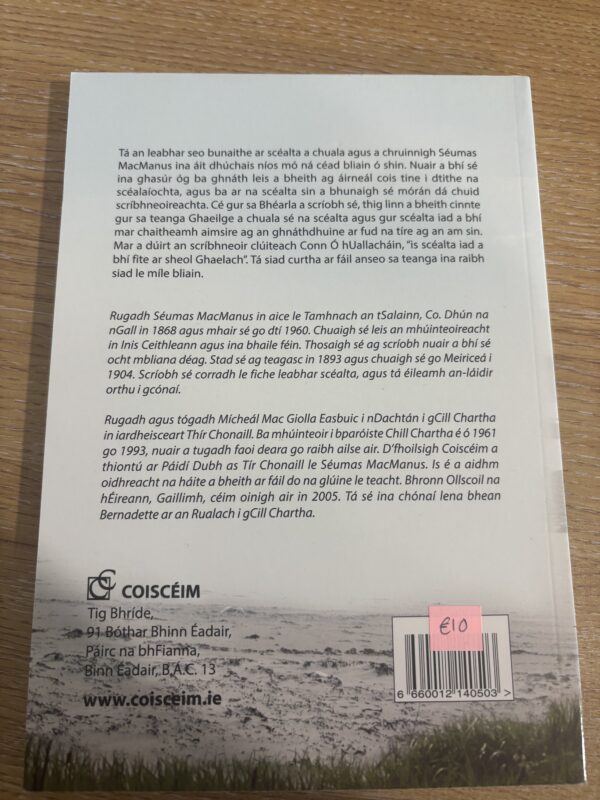 Tá an leabhar seo bunaithe ar scéalta a chuala agus a chruinnigh Séumas
MacManus ina áit dhúchais níos mó ná céad bliain ó shin. Nuair a bhí sé
ina ghasúr óg ba ghnáth leis a bheith ag áirneál cois tine i dtithe na
scéalaíochta, agus ba ar na scéalta sin a bhunaigh sé mórán dá chuid
scríbhneoireachta. Cé gur sa Bhéarla a scríobh sé, thig linn a bheith cinnte
gur sa teanga Ghaeilge a chuala sé na scéalta agus gur scéalta iad a bhí
mar chaitheamh aimsire ag an ghnáthdhuine ar fud na tíre ag an am sin.
Mar a dúirt an scríbhneoir clúiteach Conn Ó hUallacháin, "is scéalta iad a
bhí fite ar sheol Ghaelach". Tá siad curtha ar fáil anseo sa teanga ina raibh
siad le míle bliain.
Rugadh Séumas MacManus in aice le Tamhnach an tSalainn, Co. Dhún na
nGall in 1868 agus mhair sé go dtí 1960. Chuaigh sé leis an mhúinteoireacht
in Inis Ceithleann agus ina bhaile féin. Thosaigh sé ag scríobh nuair a bhí sé
ocht mbliana déag. Stad sé ag teagasc in 1893 agus chuaigh sé go Meiriceá i
1904. Scríobh sé corradh le fiche leabhar scéalta, agus tá éileamh an-láidir
orthu i gcónaí.
Rugadh agus tógadh Mícheál Mac Giolla Easbuic i nDachtán i gCill Chartha
in iardheisceart Thír Chonaill. Ba mhúinteoir i bparóiste Chill Chartha é ó 1961
go 1993, nuair a tugadh faoi deara go raibh ailse air. D'fhoilsigh Coiscéim a
thiontú ar Páidí Dubh as Tír Chonaill le Séumas MacManus. Is é a aidhm
oidhreacht na háite a bheith ar fáil do na glúine le teacht. Bhronn Ollscoil na
hÉireann, Gaillimh, céim oinigh air in 2005. Tá sé ina chónaí lena bhean
Bernadette ar an Rualach i gCill Chartha.
COISCÉIM
Tig Bhríde,
91 Bóthar Bhinn Éadair,
Páirc na bhFianna,
Binn Éadair, B.Á.C. 13
www.coisceim.ie
€10
6 660012 140503 >